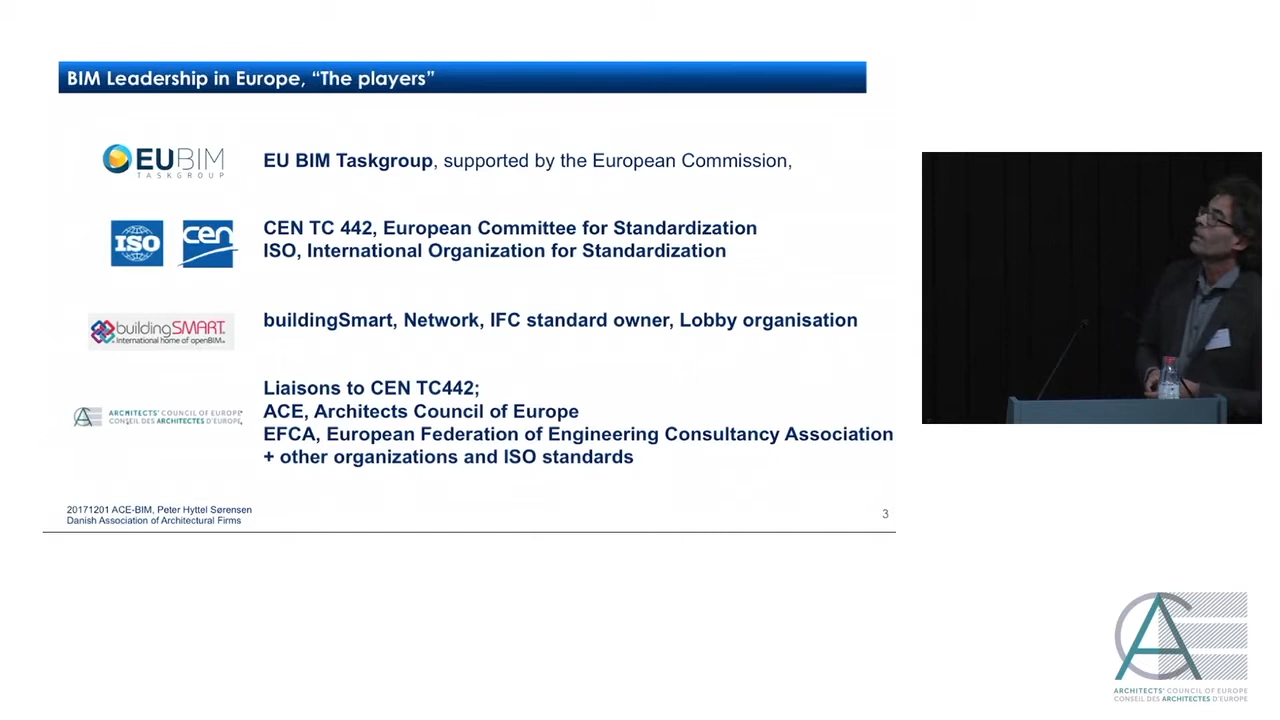 BIM Leadership in Europe, “The players”
EUBIM
TASKGROUP
EU BIM Taskgroup, supported by the European Commission,
ISO
cen
CEN TC 442, European Committee for Standardization
ISO, International Organization for Standardization
buildingSMART
International home of openBIM
buildingSmart, Network, IFC standard owner, Lobby organisation
ARCHITECTS' COUNCIL OF EUROPE
CONSEIL DES ARCHITECTES D'EUROPE
Liaisons to CEN TC442;
ACE, Architects Council of Europe
EFCA, European Federation of Engineering Consultancy Association
+ other organizations and ISO standards
20171201 ACE-BIM, Peter Hyttel Sørensen
Danish Association of Architectural Firms
3
ACE
ARCHITECTS' COUNCIL OF EUROPE
CONSEIL DES ARCHITECTES D'EUROPE